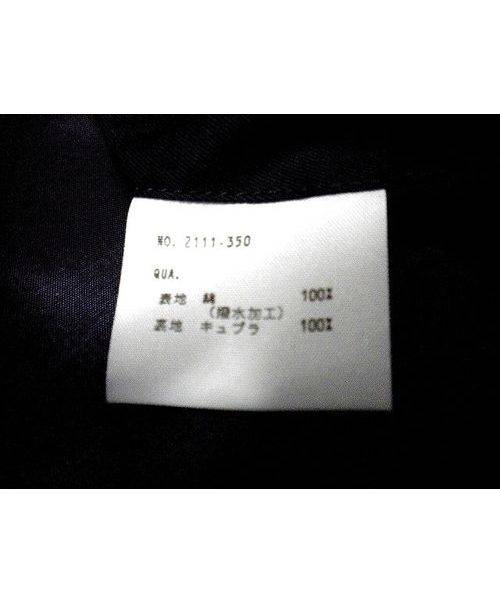 NO. 2111-350
QUA.
表地 綿 100%
(撥水加工)
裏地 キュプラ 100%